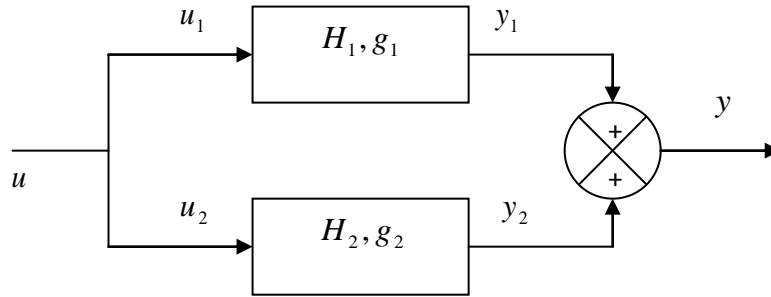 u₁
H₁, g₁
y₁
+
y
u
+
u₂
H₂, g₂
y₂